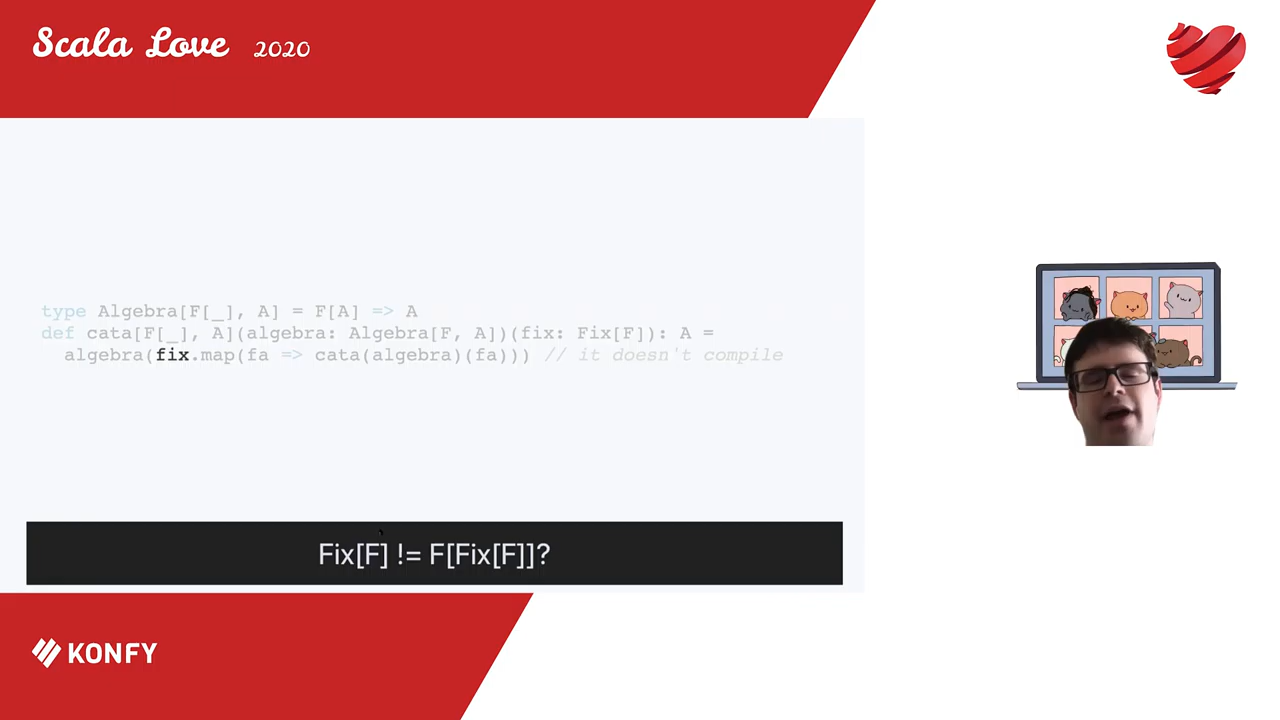 Scala Love 2020
type Algebra[F[_], A] = F[A] => A
def cata[F[_], A](algebra: Algebra[F, A])(fix: Fix[F]): A =
algebra(fix.map(fa => cata(algebra)(fa))) // it doesn't compile
Fix[F] != F[Fix[F]]?
KONFY